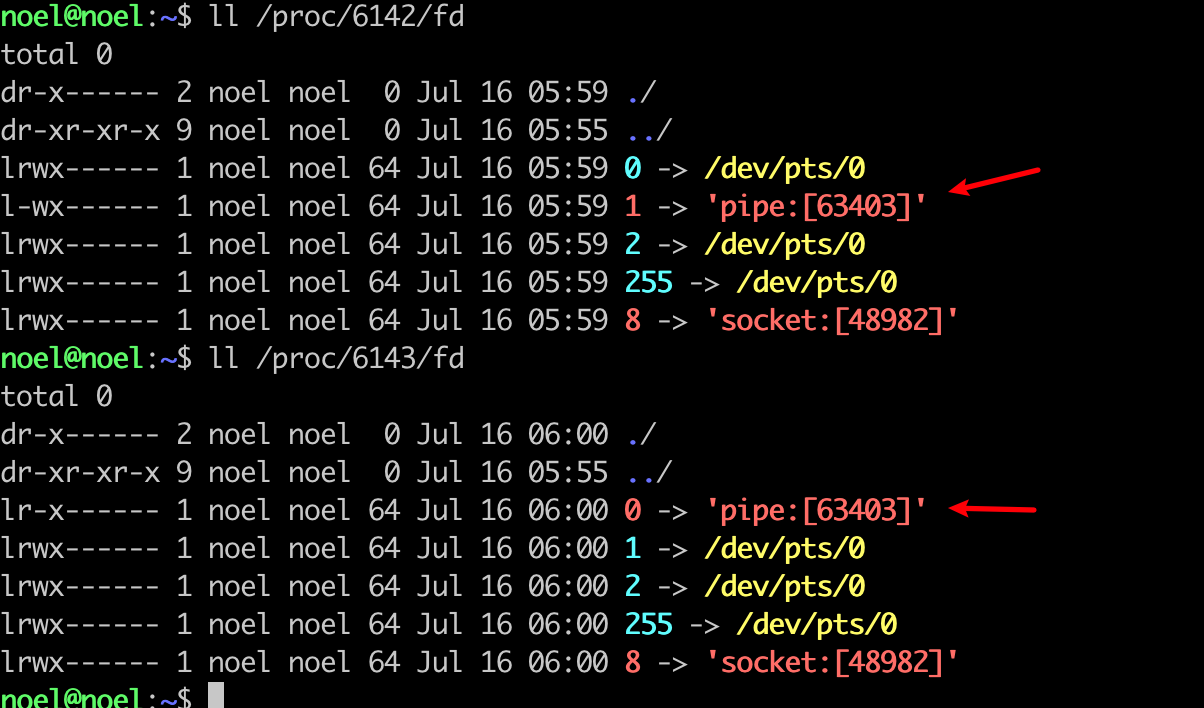 noel@noel:~$ ll /proc/6142/fd
total 0
dr-x------ 2 noel noel  0 Jul 16 05:59 ./
dr-xr-xr-x 9 noel noel  0 Jul 16 05:55 ../
lrwx------ 1 noel noel 64 Jul 16 05:59 0 -> /dev/pts/0
l-wx------ 1 noel noel 64 Jul 16 05:59 1 -> 'pipe:[63403]'
lrwx------ 1 noel noel 64 Jul 16 05:59 2 -> /dev/pts/0
lrwx------ 1 noel noel 64 Jul 16 05:59 255 -> /dev/pts/0
lrwx------ 1 noel noel 64 Jul 16 05:59 8 -> 'socket:[48982]'
noel@noel:~$ ll /proc/6143/fd
total 0
dr-x------ 2 noel noel  0 Jul 16 06:00 ./
dr-xr-xr-x 9 noel noel  0 Jul 16 05:55 ../
lr-x------ 1 noel noel 64 Jul 16 06:00 0 -> 'pipe:[63403]'
lrwx------ 1 noel noel 64 Jul 16 06:00 1 -> /dev/pts/0
lrwx------ 1 noel noel 64 Jul 16 06:00 2 -> /dev/pts/0
lrwx------ 1 noel noel 64 Jul 16 06:00 255 -> /dev/pts/0
lrwx------ 1 noel noel 64 Jul 16 06:00 8 -> 'socket:[48982]'
noel@noel:~$